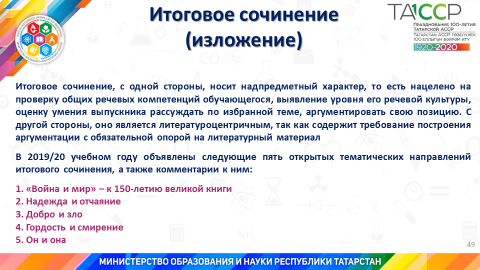 Итоговое сочинение
(изложение)
ТАССР
ПРАЗДНОВАНИЕ 100-ЛЕТИЯ
ТАТАРСКОЙ АССР
1920-2020
Итоговое сочинение, с одной стороны, носит надпредметный характер, то есть нацелено на
проверку общих речевых компетенций обучающегося, выявление уровня его речевой культуры,
оценку умения выпускника рассуждать по избранной теме, аргументировать свою позицию. С
другой стороны, оно является литературоцентричным, так как содержит требование построения
аргументации с обязательной опорой на литературный материал
В 2019/20 учебном году объявлены следующие пять открытых тематических направлений
итогового сочинения, а также комментарии к ним:
1. «Война и мир» – к 150-летию великой книги
2. Надежда и отчаяние
3. Добро и зло
4. Гордость и смирение
5. Он и она
49
МИНИСТЕРСТВО ОБРАЗОВАНИЯ И НАУКИ РЕСПУБЛИКИ ТАТАРСТАН